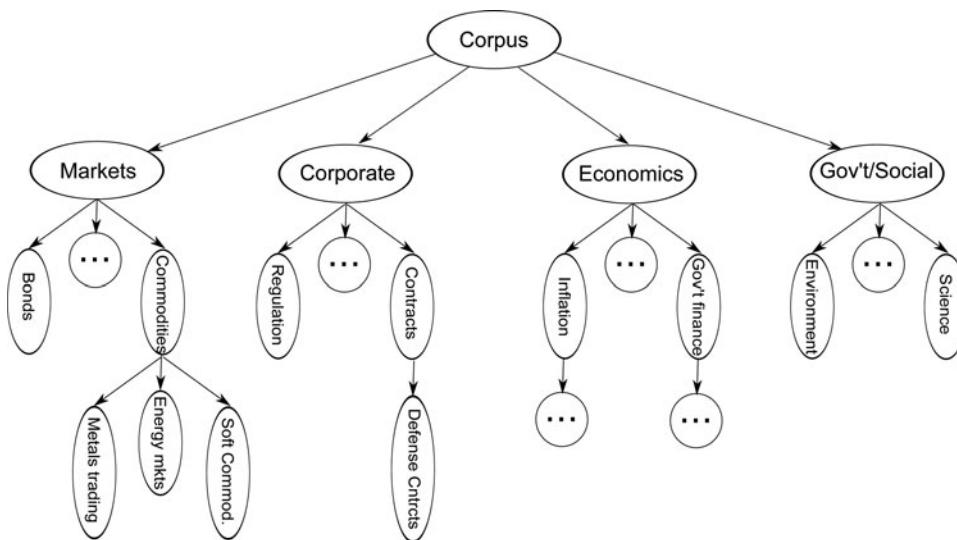 Corpus
Markets
Corporate
Economics
Gov't/Social
Bonds
...
Commodities
Regulation
...
Contracts
Inflation
...
Gov't finance
Environment
...
Science
Metals trading
Energy mkts
Soft Commod.
Defense Cntrcts
...
...